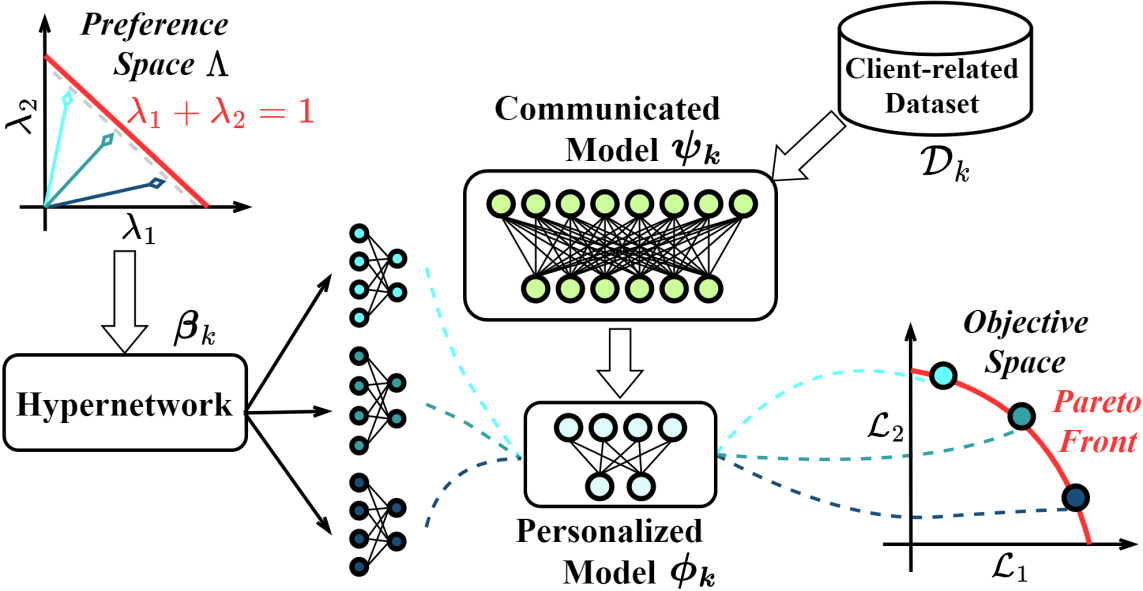 Preference
Space Λ
λ₂
λ₁ + λ₂ = 1
λ₁
Client-related
Dataset
𝒟ₖ
Communicated
Model ψₖ
βₖ
Hypernetwork
Personalized
Model ϕₖ
Objective
Space
Pareto
Front
ℒ₂
ℒ₁